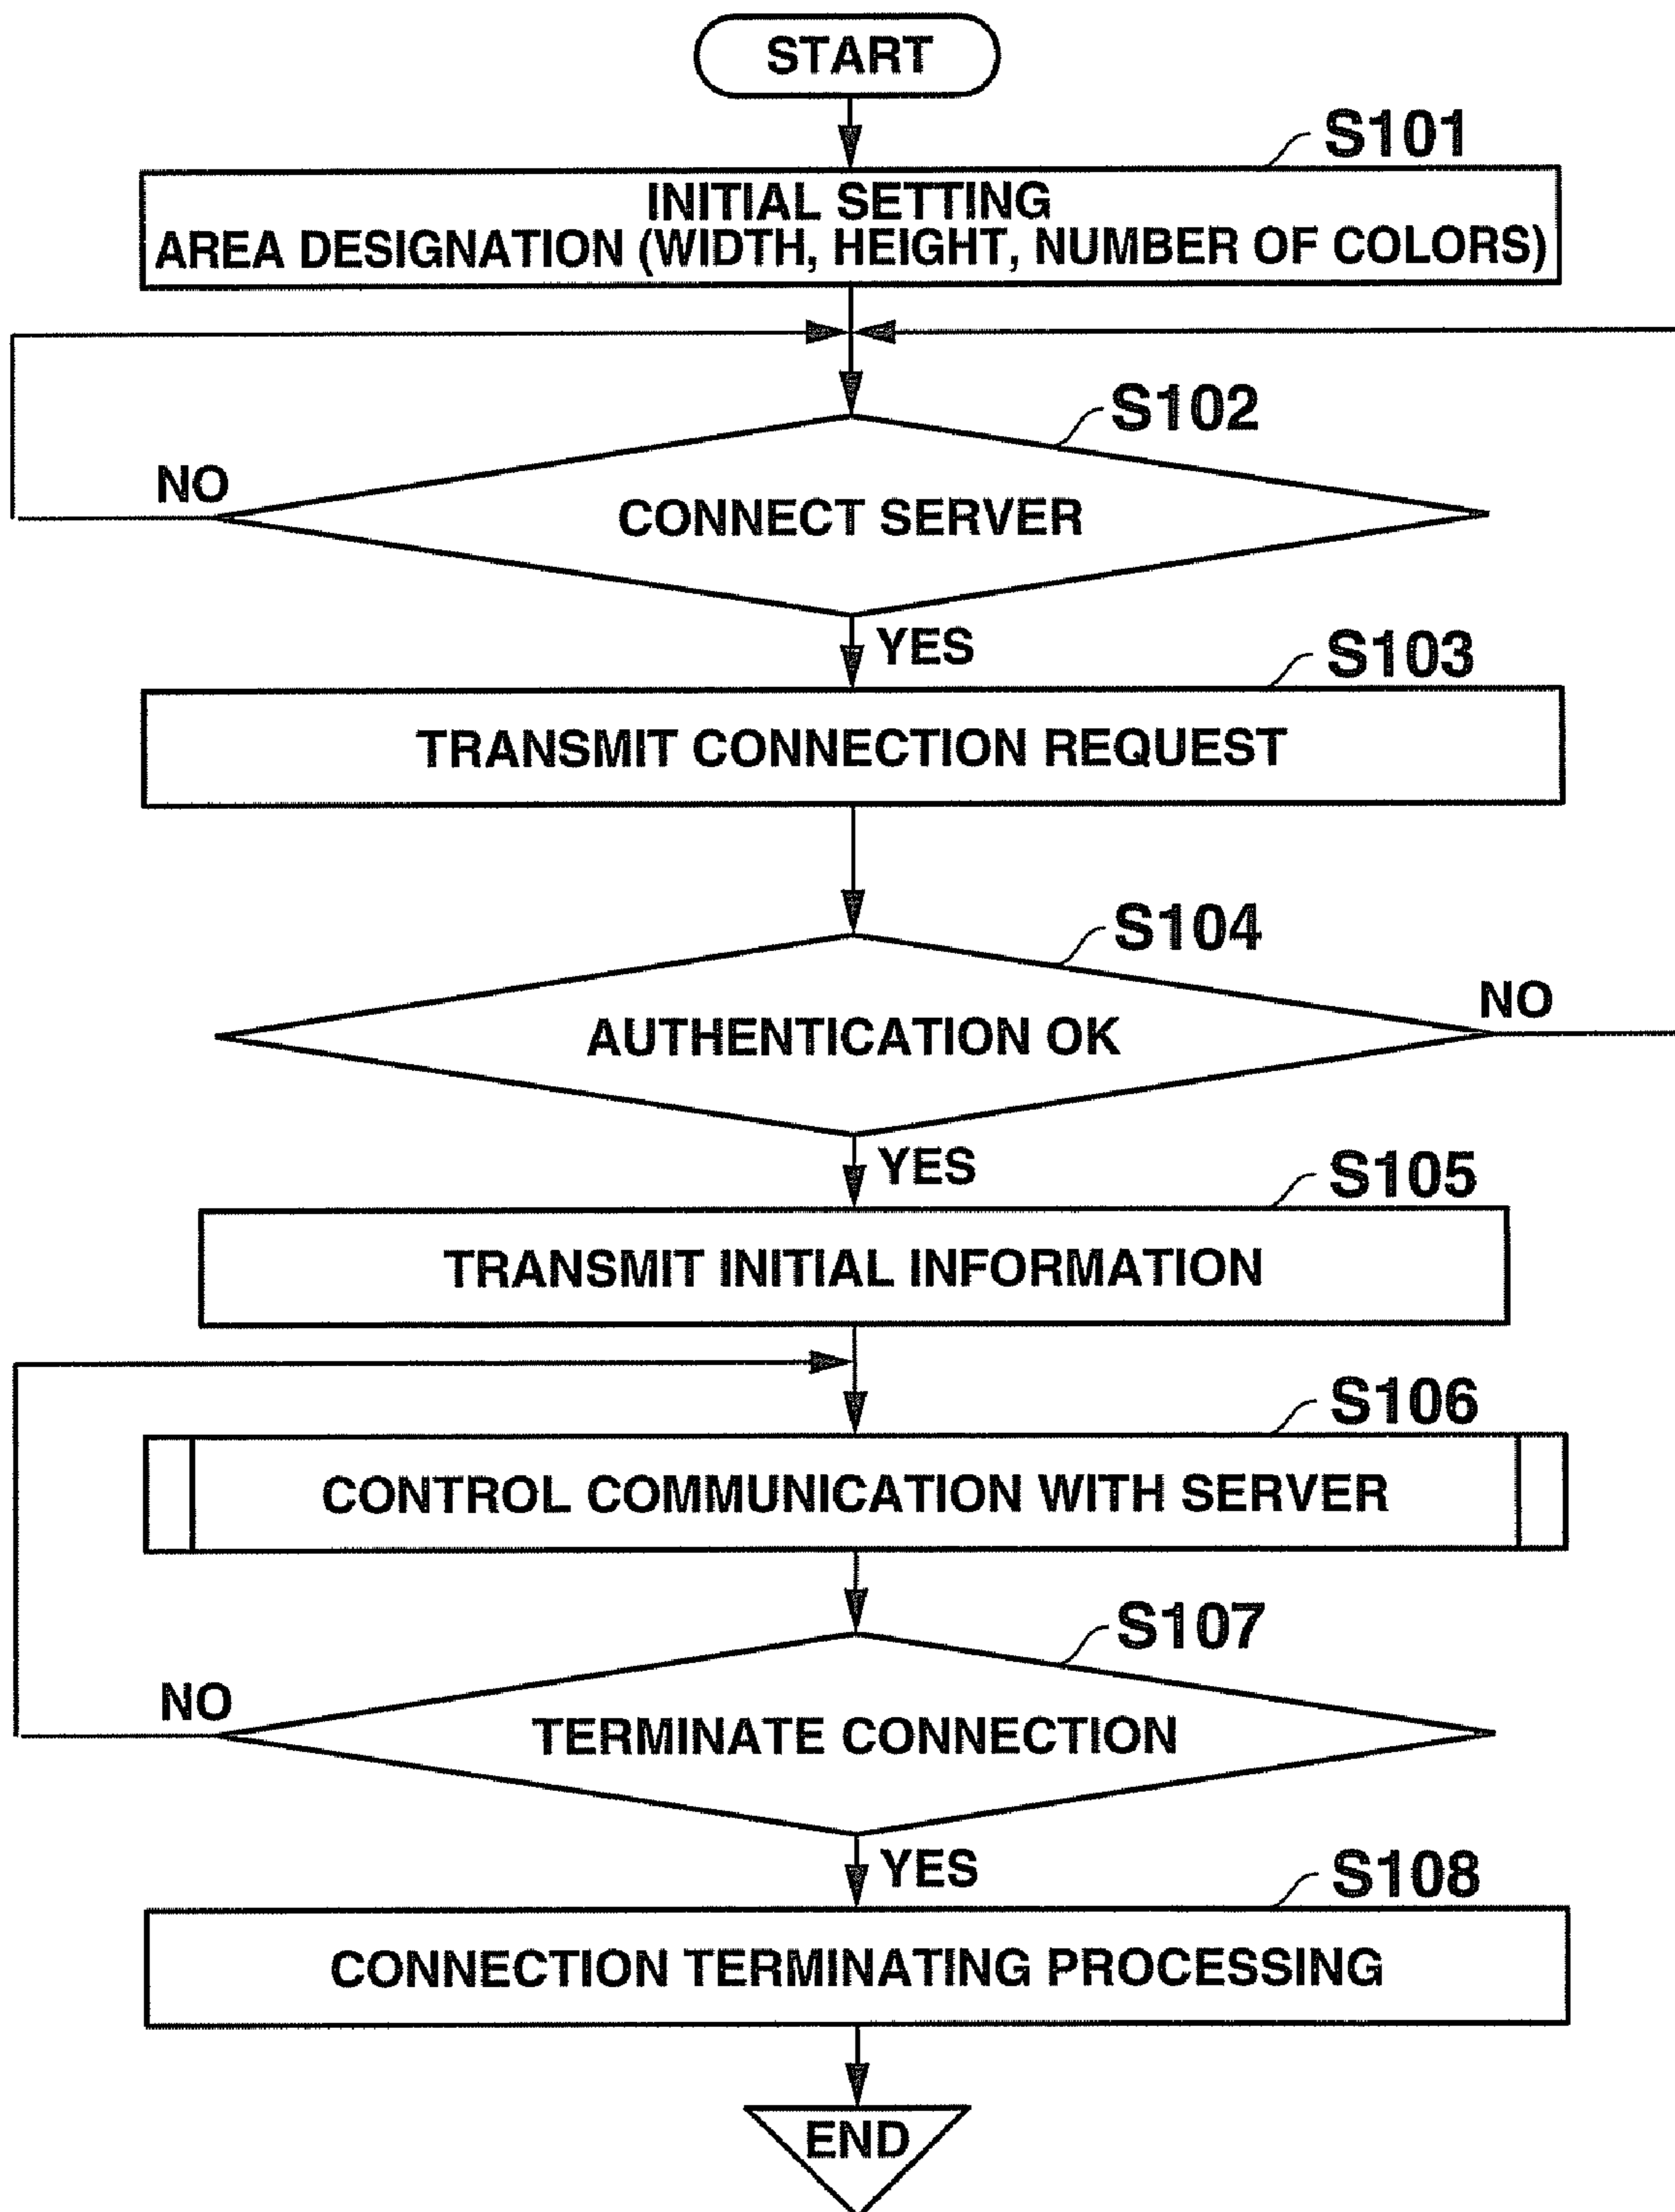 START
S101
INITIAL SETTING
AREA DESIGNATION (WIDTH, HEIGHT, NUMBER OF COLORS)
S102
NO
CONNECT SERVER
YES
S103
TRANSMIT CONNECTION REQUEST
S104
NO
AUTHENTICATION OK
YES
S105
TRANSMIT INITIAL INFORMATION
S106
CONTROL COMMUNICATION WITH SERVER
S107
NO
TERMINATE CONNECTION
YES
S108
CONNECTION TERMINATING PROCESSING
END